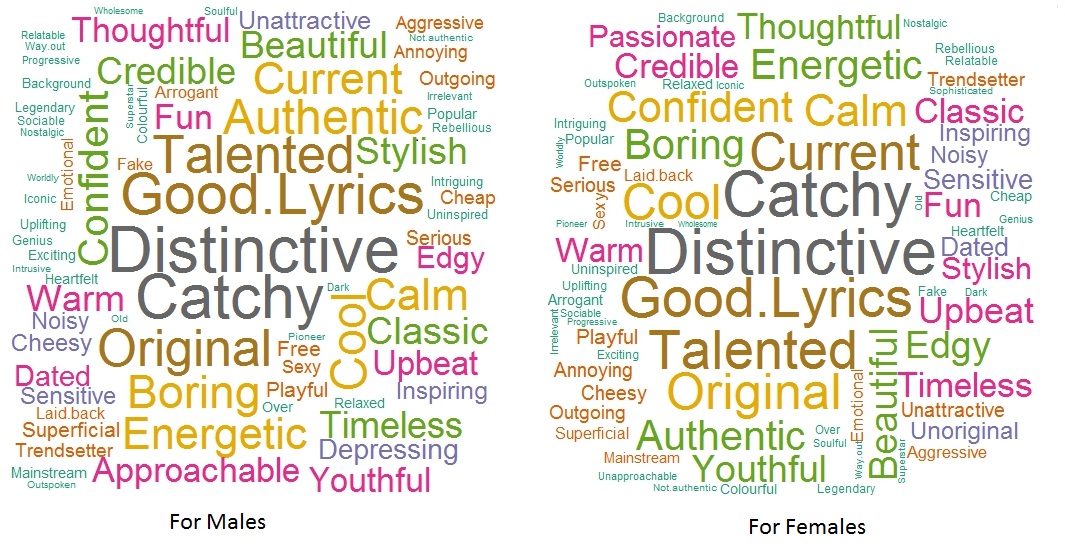 Wholesome
Soulful
Thoughtful
Unattractive
Aggressive
Relatable
Way.out
Progressive
Beautiful
Not.authentic
Annoying
Credible
Current
Outgoing
Background
Superstar
Colourful
Arrogant
Irrelevant
Legendary
Sociable
Nostalgic
Confident
Fun
Authentic
Popular
Rebellious
Emotional
Fake
Talented
Stylish
Worldly
Iconic
Good.Lyrics
Intriguing
Cheap
Uninspired
Uplifting
Genius
Exciting
Intrusive
Heartfelt
Distinctive
Serious
Edgy
Warm
Catchy
Dark
Cool
Calm
Noisy
Old
Cheesy
Original
Pioneer
Free
Sexy
Classic
Upbeat
Dated
Sensitive
Boring
Playful
Inspiring
Over
Relaxed
Laid.back
Superficial
Trendsetter
Energetic
Timeless
Depressing
Mainstream
Outspoken
Approachable
Youthful
For Males
Background
Thoughtful
Nostalgic
Passionate
Credible
Energetic
Rebellious
Relatable
Trendsetter
Outspoken
Relaxed
Iconic
Sophisticated
Confident
Calm
Classic
Intriguing
Popular
Worldly
Boring
Current
Inspiring
Noisy
Free
Serious
Sexy
Laid.back
Cool
Catchy
Sensitive
Old
Fun
Cheap
Genius
Pioneer
Intrusive
Wholesome
Heartfelt
Warm
Distinctive
Dated
Uninspired
Stylish
Uplifting
Arrogant
Sociable
Progressive
Irrelevant
Good.Lyrics
Fake
Dark
Upbeat
Playful
Exciting
Talented
Beautiful
Edgy
Annoying
Cheesy
Outgoing
Superficial
Original
Emotional
Timeless
Unattractive
Authentic
Over
Soulful
Unoriginal
Mainstream
Way.out
Superstar
Aggressive
Unapproachable
Youthful
Not.authentic
Colourful
Legendary
For Females